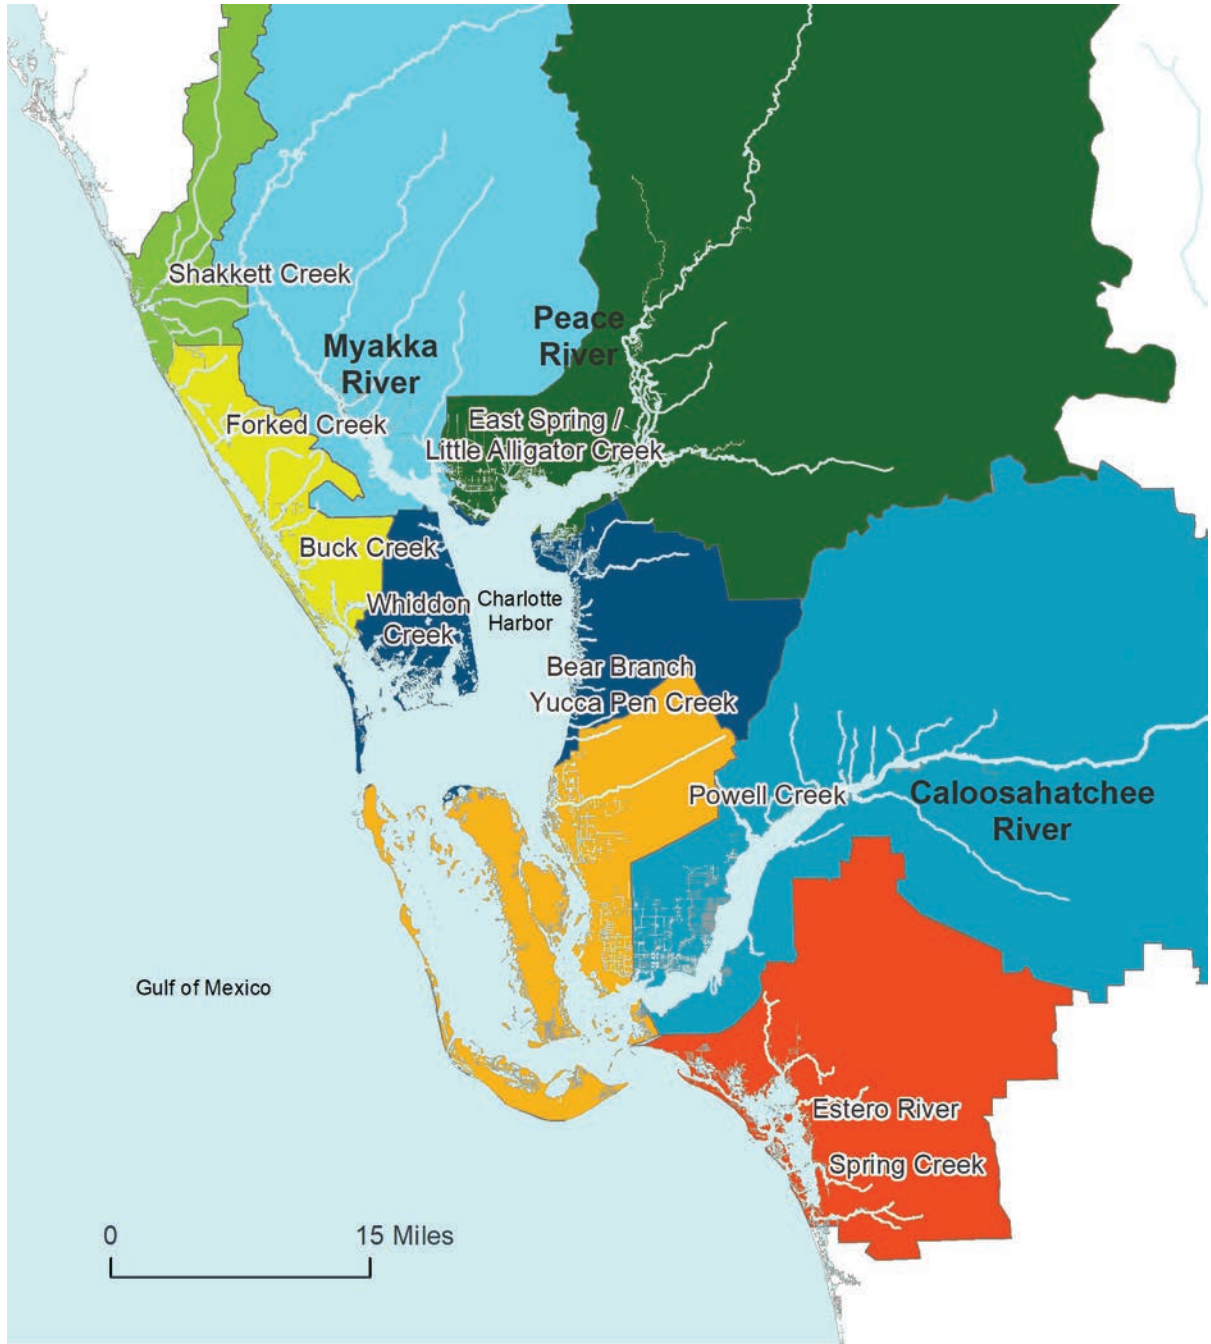 Shakkett Creek
Peace
River
Myakka
River
East Spring /
Little Alligator Creek
Forked Creek
Buck Creek
Whiddon
Creek
Charlotte
Harbor
Bear Branch
Yucca Pen Creek
Powell Creek
Caloosahatchee
River
Gulf of Mexico
Estero River
Spring Creek
0
15 Miles